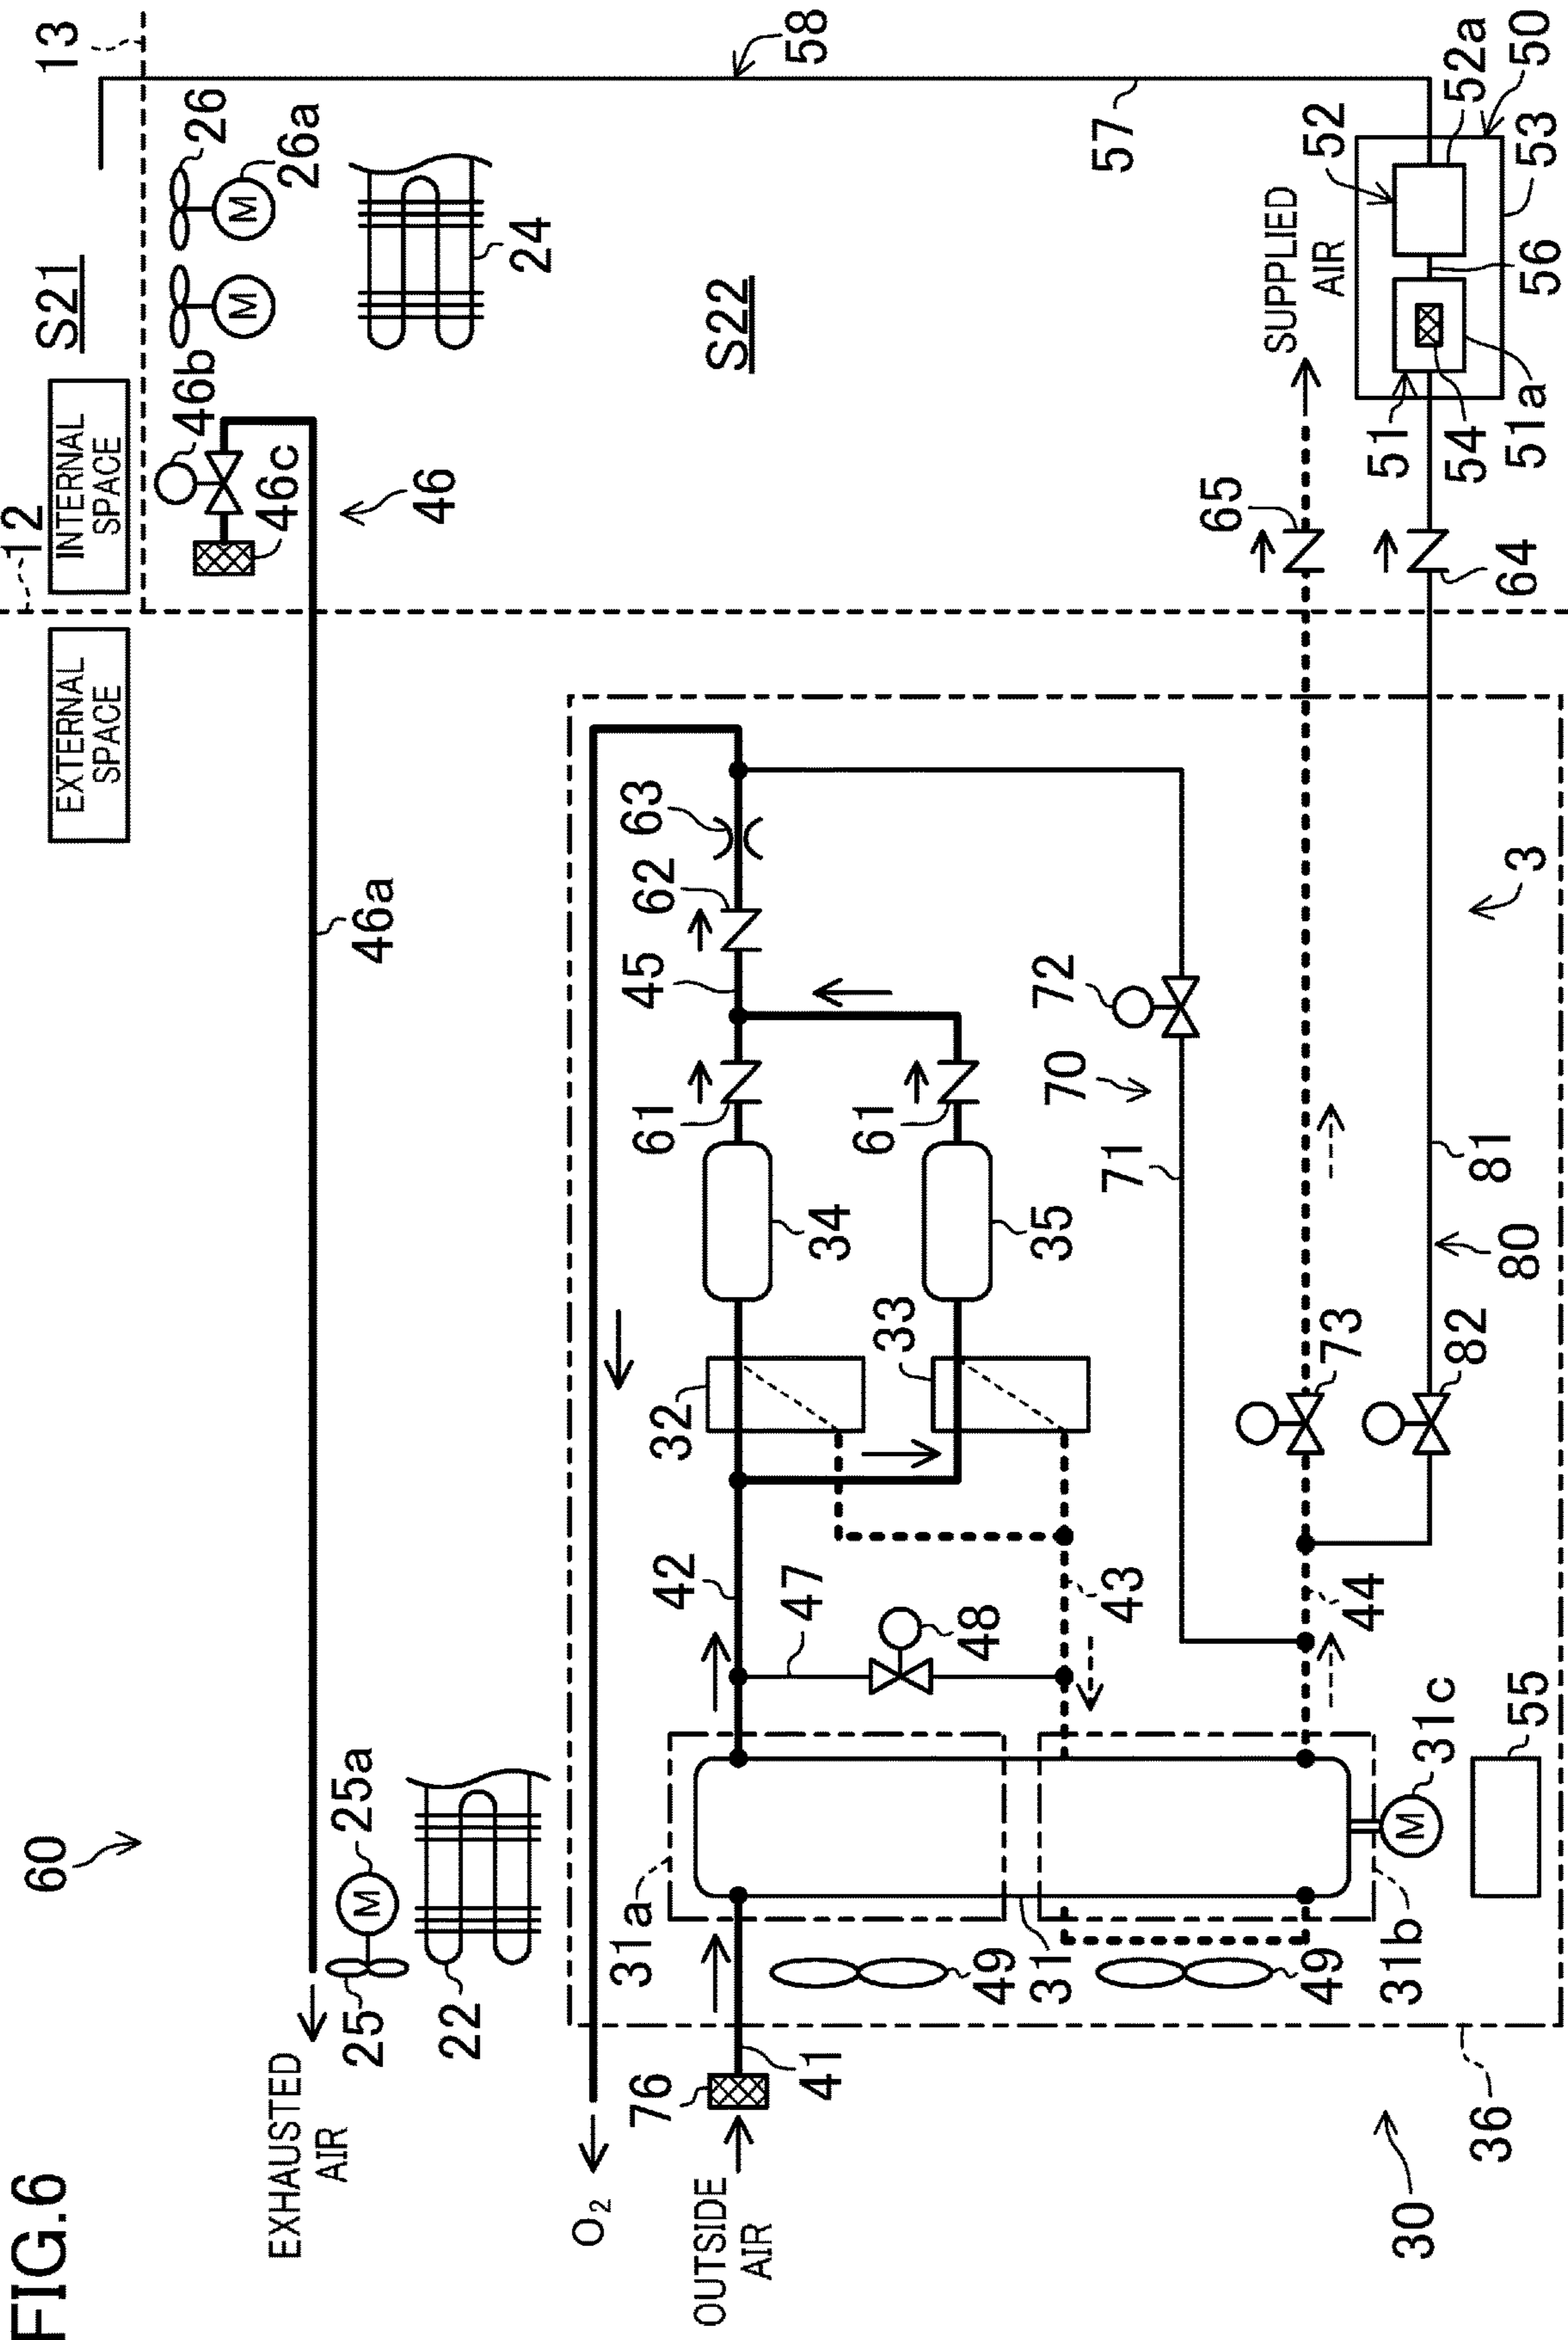 FIG.6
60
EXHAUSTED
AIR
25
25a
M
22
46a
EXTERNAL
SPACE
12
INTERNAL
SPACE
S21
13
46
46b
46c
M
M
26
26a
24
S22
58
57
O2
OUTSIDE
AIR
76
41
31a
42
47
48
32
33
34
35
61
61
45
62
63
43
49
31
49
31b
31c
M
44
55
36
30
70
71
72
73
82
80
81
3
65
64
SUPPLIED
AIR
51
54
51a
52
56
52a
50
53